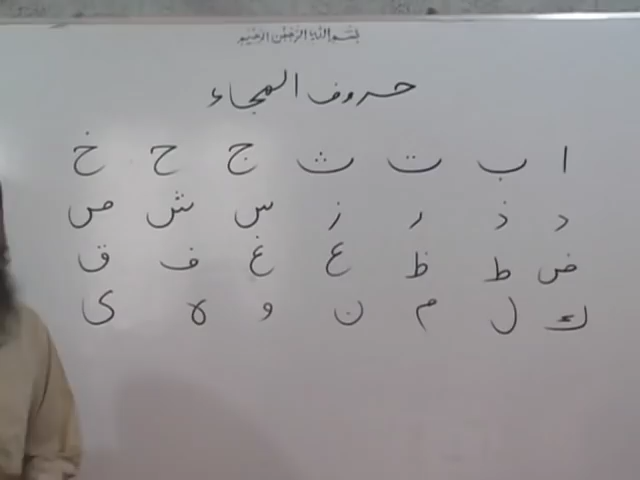 بسم الله الرحمن الرحيم
حروف الهجاء
ا ب ت ث ج ح خ
د ذ ر ز س ش ص
ض ط ظ ع غ ف ق
ك ل م ن و ه ى